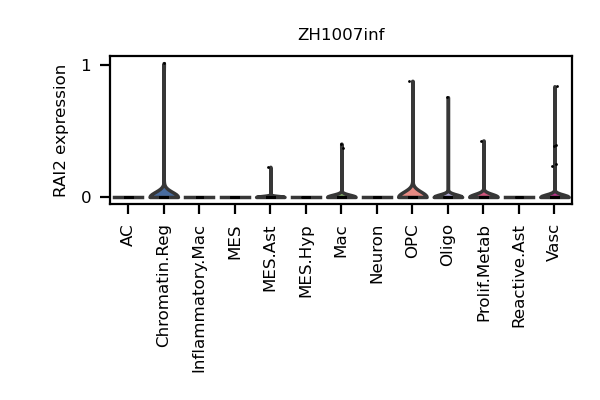 ZH1007inf
RAI2 expression
1
0
AC
Chromatin.Reg
Inflammatory.Mac
MES
MES.Ast
MES.Hyp
Mac
Neuron
OPC
Oligo
Prolif.Metab
Reactive.Ast
Vasc